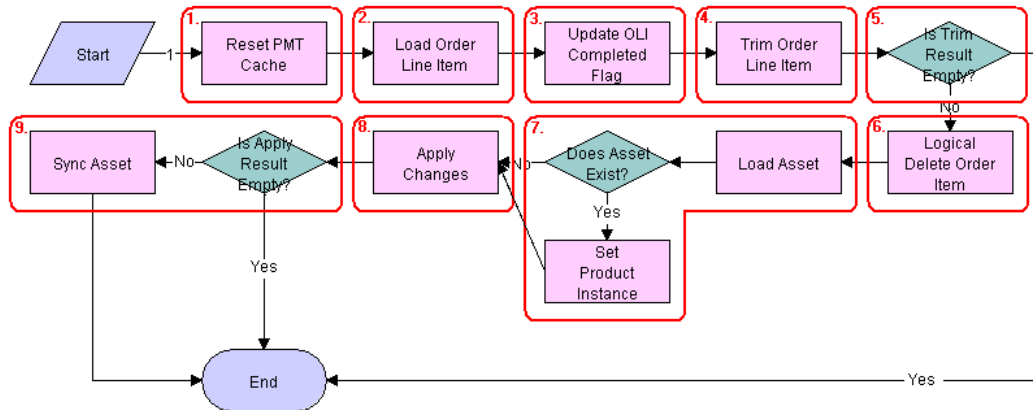 Start
1
1.
Reset PMT
Cache
2.
Load Order
Line Item
3.
Update OLI
Completed
Flag
4.
Trim Order
Line Item
5.
Is Trim
Result
Empty?
No
9.
Sync Asset
No
Is Apply
Result
Empty?
8.
Apply
Changes
7.
No
Does Asset
Exist?
Load Asset
6.
Logical
Delete Order
Item
Yes
Set
Product
Instance
Yes
End
Yes